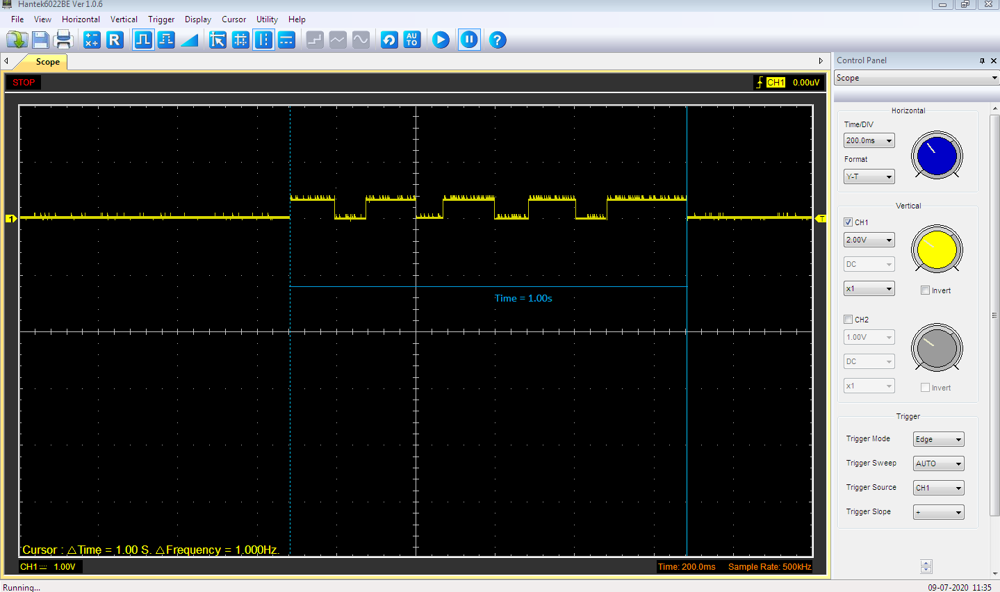 Hantek6022BE Ver 1.0.6
File View Horizontal Vertical Trigger Display Cursor Utility Help
R AU TO ?
Scope
STOP
CH1 0.00uV
1
T
Time = 1.00s
Cursor : △Time = 1.00 S. △Frequency = 1.000Hz.
CH1 1.00V
Time: 200.0ms Sample Rate: 500kHz
Control Panel
Scope
Horizontal
Time/DIV
200.0ms
Format
Y-T
Vertical
CH1
2.00V
DC
x1
Invert
CH2
1.00V
DC
x1
Invert
Trigger
Trigger Mode Edge
Trigger Sweep AUTO
Trigger Source CH1
Trigger Slope +
Running...
09-07-2020 11:35